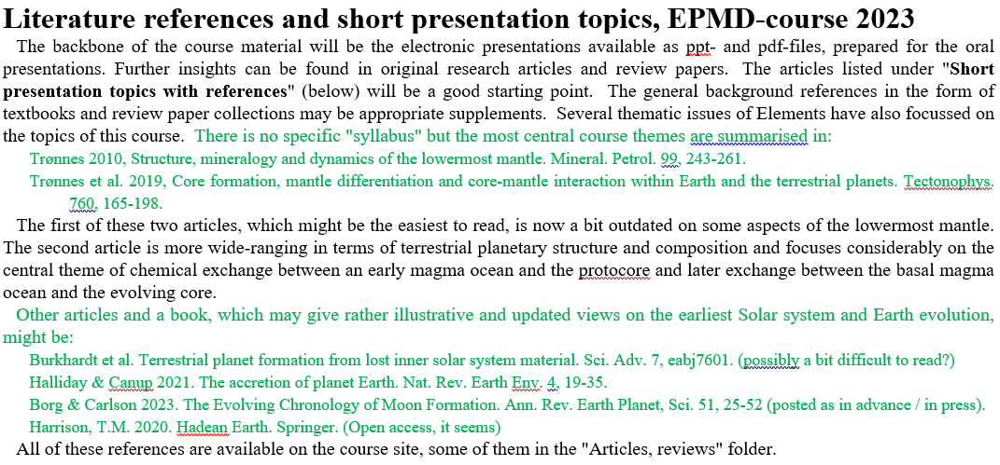 Literature references and short presentation topics, EPMD-course 2023
The backbone of the course material will be the electronic presentations available as ppt- and pdf-files, prepared for the oral
presentations. Further insights can be found in original research articles and review papers. The articles listed under "Short
presentation topics with references" (below) will be a good starting point. The general background references in the form of
textbooks and review paper collections may be appropriate supplements. Several thematic issues of Elements have also focussed on
the topics of this course. There is no specific "syllabus" but the most central course themes are summarised in:
Trønnes 2010, Structure, mineralogy and dynamics of the lowermost mantle. Mineral. Petrol. 99, 243-261.
Trønnes et al. 2019, Core formation, mantle differentiation and core-mantle interaction within Earth and the terrestrial planets. Tectonophys.
760, 165-198.
The first of these two articles, which might be the easiest to read, is now a bit outdated on some aspects of the lowermost mantle.
The second article is more wide-ranging in terms of terrestrial planetary structure and composition and focuses considerably on the
central theme of chemical exchange between an early magma ocean and the protocore and later exchange between the basal magma
ocean and the evolving core.
Other articles and a book, which may give rather illustrative and updated views on the earliest Solar system and Earth evolution,
might be:
Burkhardt et al. Terrestrial planet formation from lost inner solar system material. Sci. Adv. 7, eabj7601. (possibly a bit difficult to read?)
Halliday & Canup 2021. The accretion of planet Earth. Nat. Rev. Earth Env. 4, 19-35.
Borg & Carlson 2023. The Evolving Chronology of Moon Formation. Ann. Rev. Earth Planet, Sci. 51, 25-52 (posted as in advance / in press).
Harrison, T.M. 2020. Hadean Earth. Springer. (Open access, it seems)
All of these references are available on the course site, some of them in the "Articles, reviews" folder.